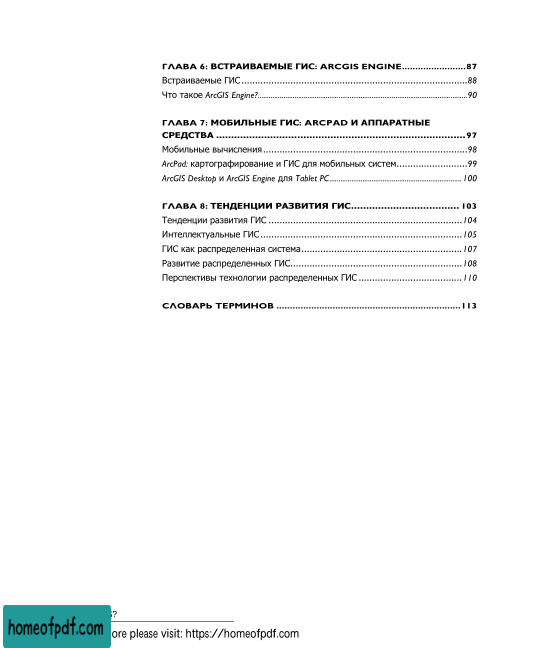 ГЛАВА 6: ВСТРАИВАЕМЫЕ ГИС: ARCGIS ENGINE........................87
Встраиваемые ГИС................................................................................88
Что такое ArcGIS Engine?................................................................................90
ГЛАВА 7: МОБИЛЬНЫЕ ГИС: ARCPAD И АППАРАТНЫЕ
СРЕДСТВА ................................................................................97
Мобильные вычисления........................................................................98
ArcPad: картографирование и ГИС для мобильных систем........................99
ArcGIS Desktop и ArcGIS Engine для Tablet PC................................................100
ГЛАВА 8: ТЕНДЕНЦИИ РАЗВИТИЯ ГИС.................................... 103
Тенденции развития ГИС ................................................................104
Интеллектуальные ГИС................................................................105
ГИС как распределенная система........................................................107
Развитие распределенных ГИС............................................................108
Перспективы технологии распределенных ГИС ....................................110
СЛОВАРЬ ТЕРМИНОВ ....................................................................113
?
homeofpdf.com
ore please visit: https://homeofpdf.com